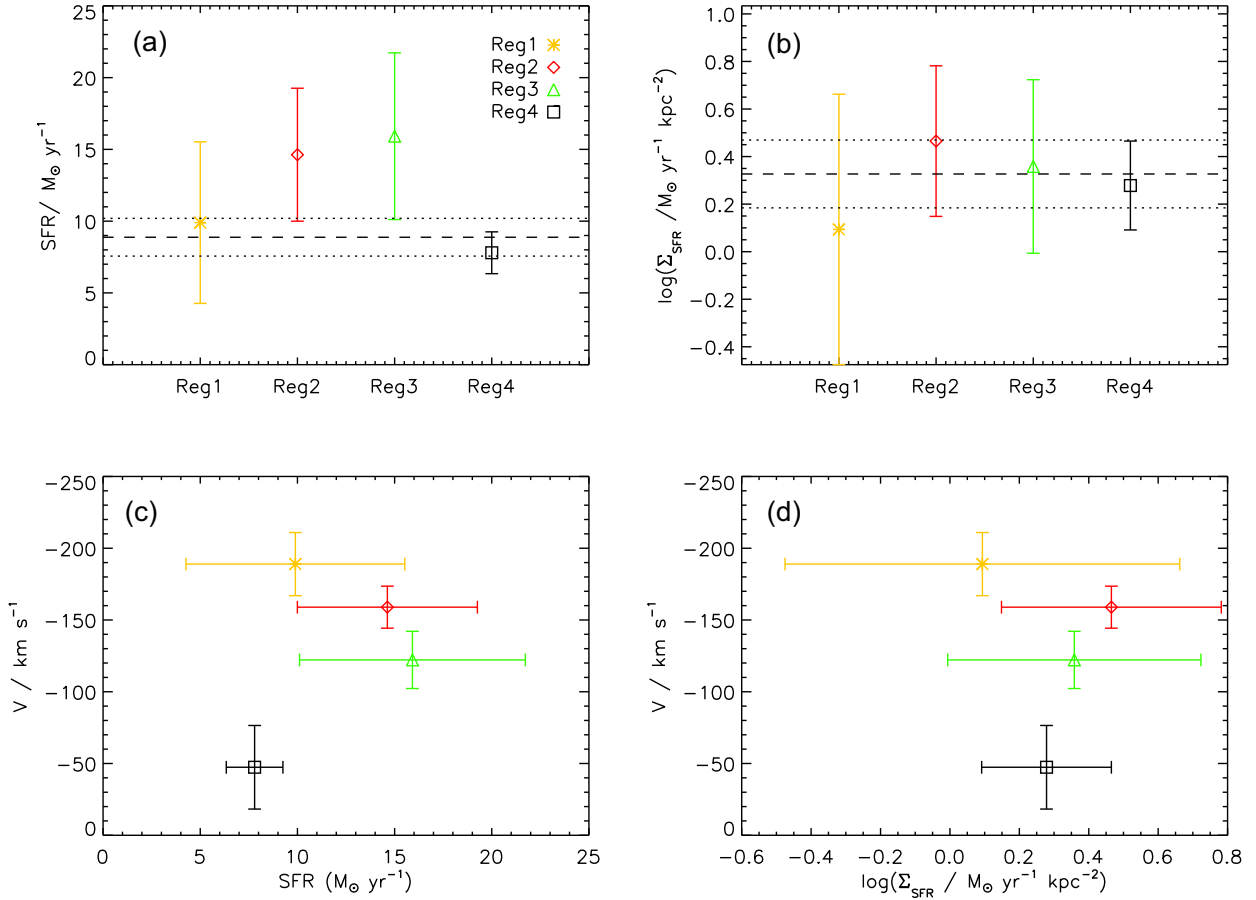 (a)
25
20
15
10
5
0
SFR/ M⊙ yr⁻¹
Reg1
Reg2
Reg3
Reg4
Reg1 Reg2 Reg3 Reg4
(b)
1.0
0.8
0.6
0.4
0.2
0.0
−0.2
−0.4
log(Σ_SFR /M⊙ yr⁻¹ kpc⁻²)
Reg1 Reg2 Reg3 Reg4
(c)
−250
−200
−150
−100
−50
0
V / km s⁻¹
0 5 10 15 20 25
SFR (M⊙ yr⁻¹)
(d)
−250
−200
−150
−100
−50
0
V / km s⁻¹
−0.6 −0.4 −0.2 0.0 0.2 0.4 0.6 0.8
log(Σ_SFR / M⊙ yr⁻¹ kpc⁻²)